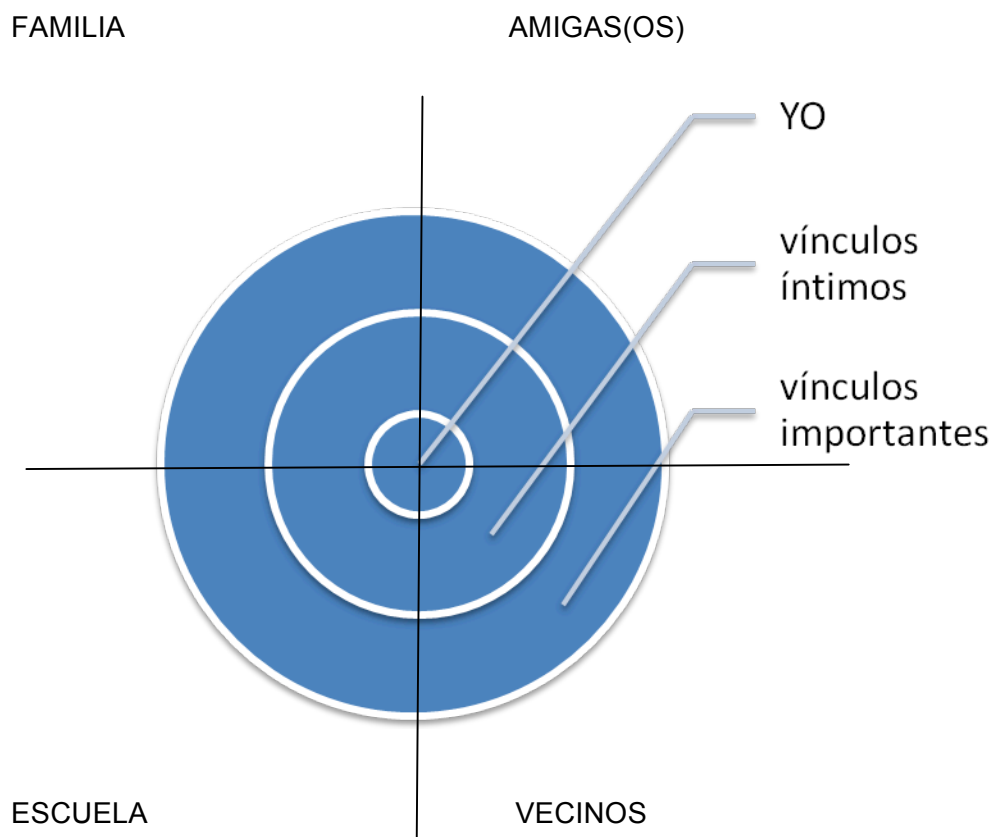 FAMILIA
AMIGAS(OS)
YO
vínculos
íntimos
vínculos
importantes
ESCUELA
VECINOS